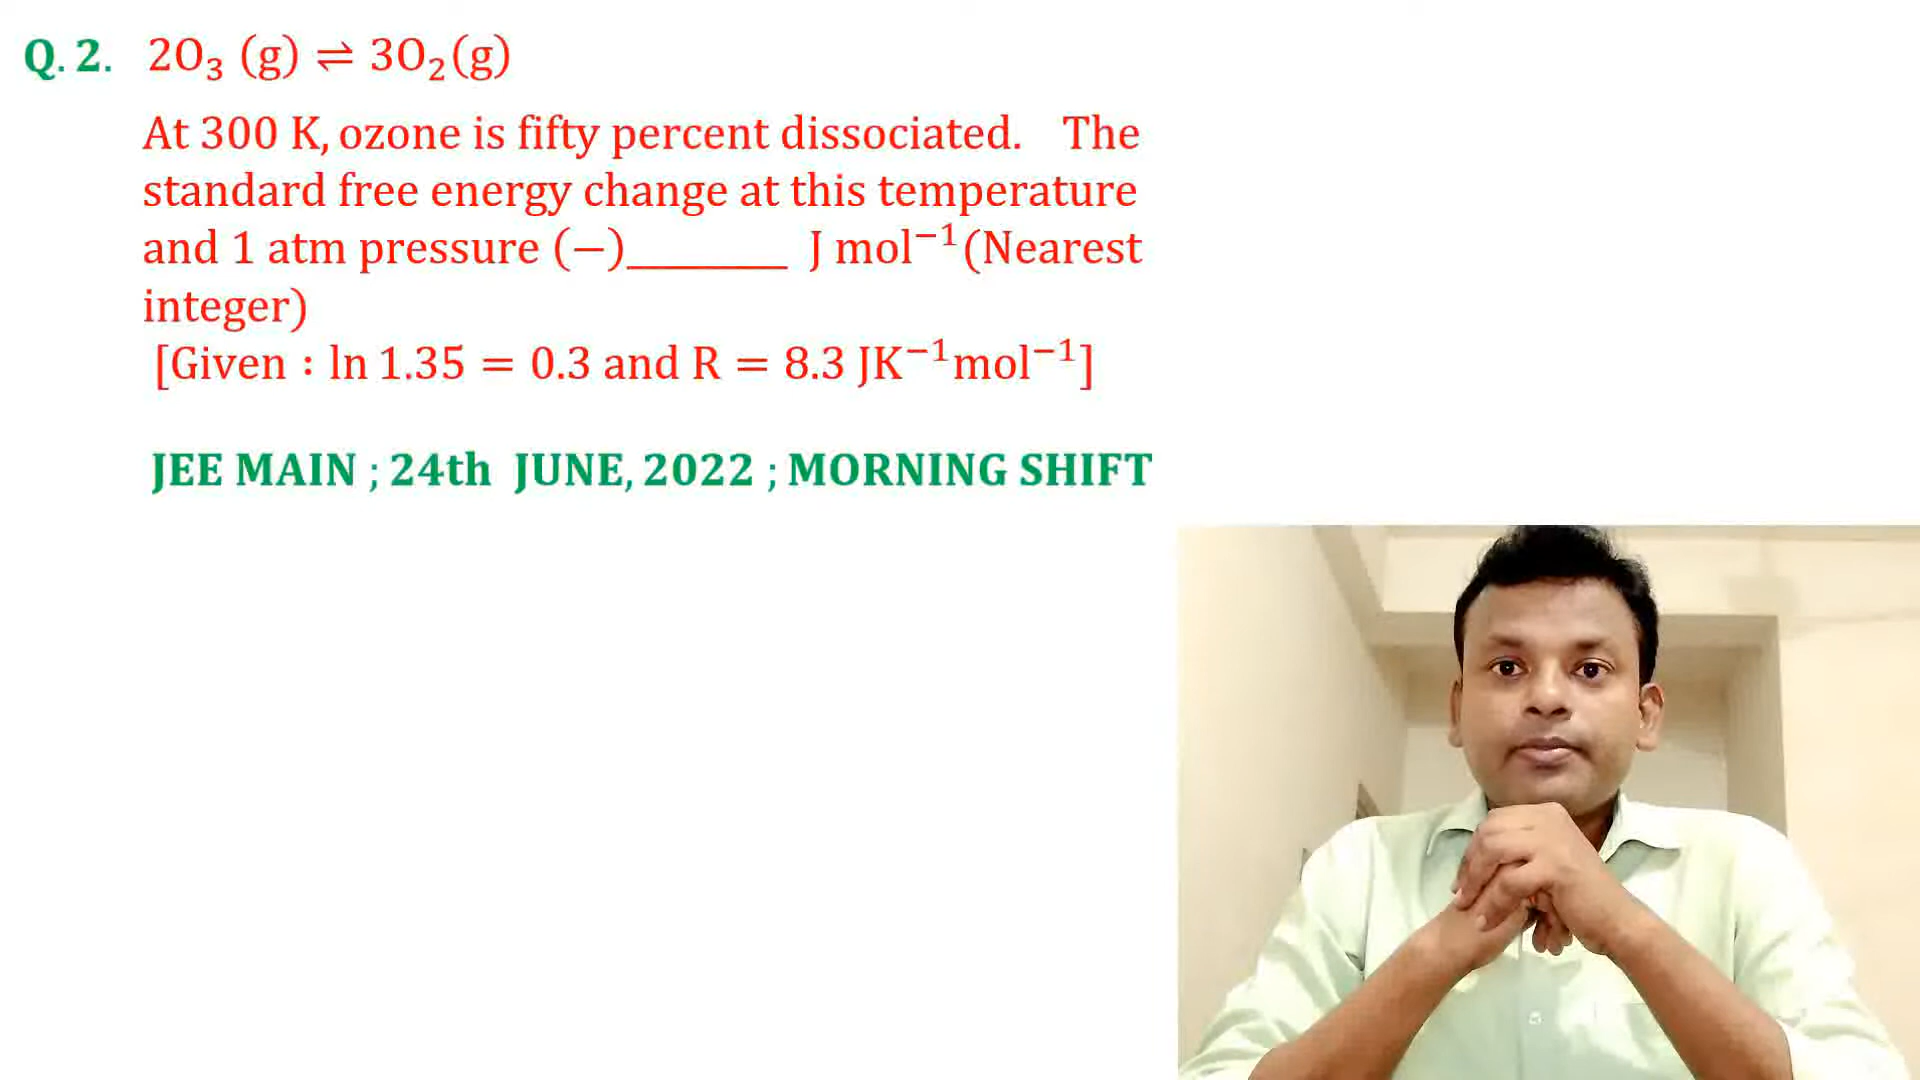 Q. 2. 2O₃ (g) ⇌ 3O₂(g)
At 300 K, ozone is fifty percent dissociated. The
standard free energy change at this temperature
and 1 atm pressure (−)________ J mol⁻¹(Nearest
integer)
[Given : ln 1.35 = 0.3 and R = 8.3 JK⁻¹mol⁻¹]
JEE MAIN ; 24th JUNE, 2022 ; MORNING SHIFT